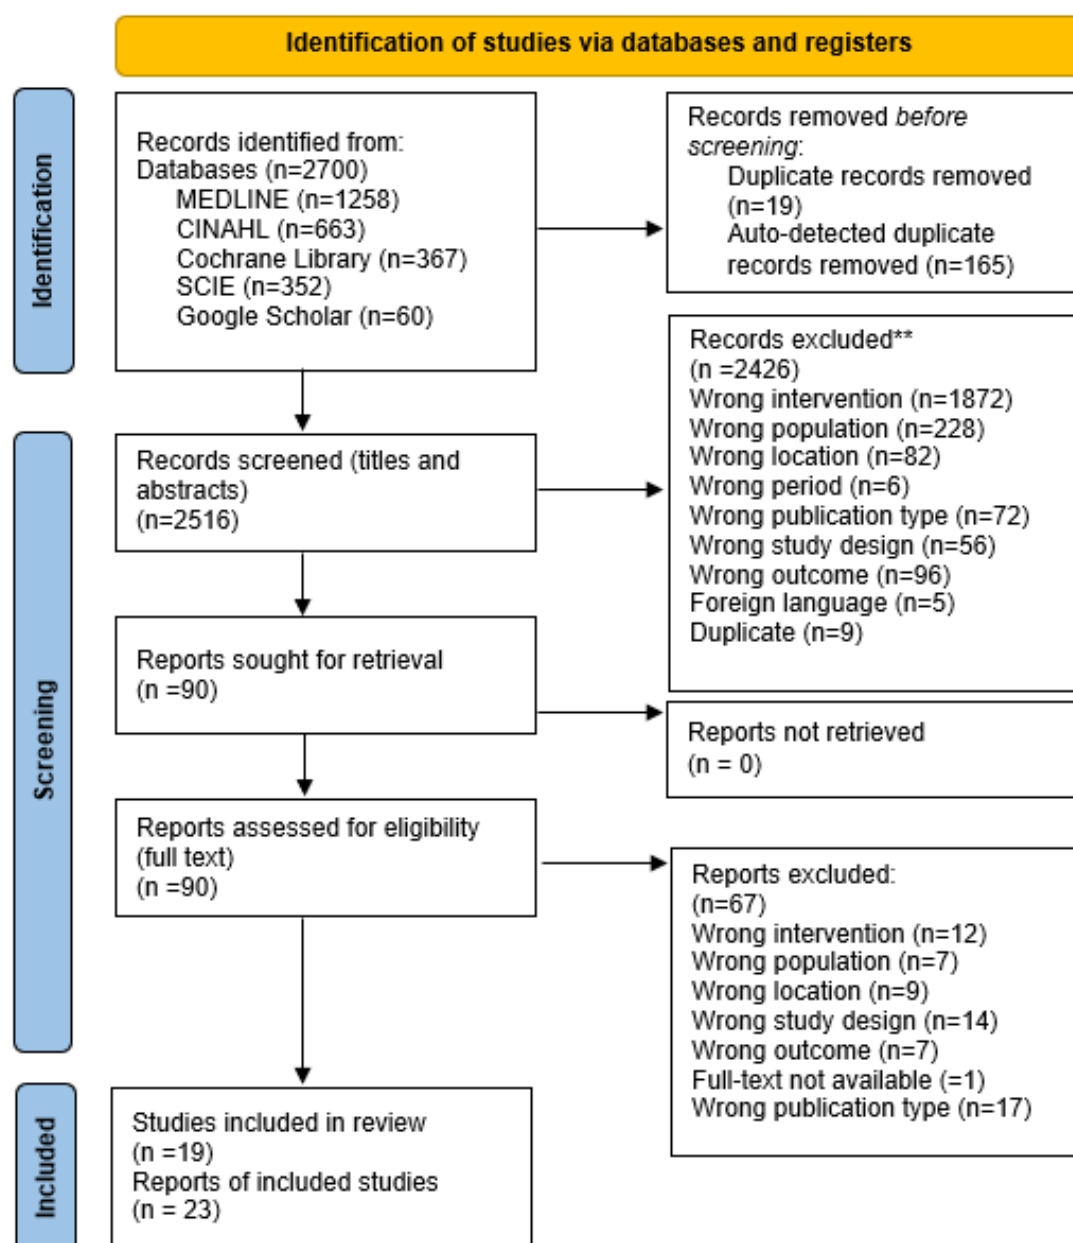 Identification of studies via databases and registers
Identification
Records identified from:
Databases (n=2700)
MEDLINE (n=1258)
CINAHL (n=663)
Cochrane Library (n=367)
SCIE (n=352)
Google Scholar (n=60)
Records removed before
screening:
Duplicate records removed
(n=19)
Auto-detected duplicate
records removed (n=165)
Screening
Records screened (titles and
abstracts)
(n=2516)
Records excluded**
(n =2426)
Wrong intervention (n=1872)
Wrong population (n=228)
Wrong location (n=82)
Wrong period (n=6)
Wrong publication type (n=72)
Wrong study design (n=56)
Wrong outcome (n=96)
Foreign language (n=5)
Duplicate (n=9)
Reports sought for retrieval
(n =90)
Reports not retrieved
(n = 0)
Reports assessed for eligibility
(full text)
(n =90)
Reports excluded:
(n=67)
Wrong intervention (n=12)
Wrong population (n=7)
Wrong location (n=9)
Wrong study design (n=14)
Wrong outcome (n=7)
Full-text not available (=1)
Wrong publication type (n=17)
Included
Studies included in review
(n =19)
Reports of included studies
(n = 23)